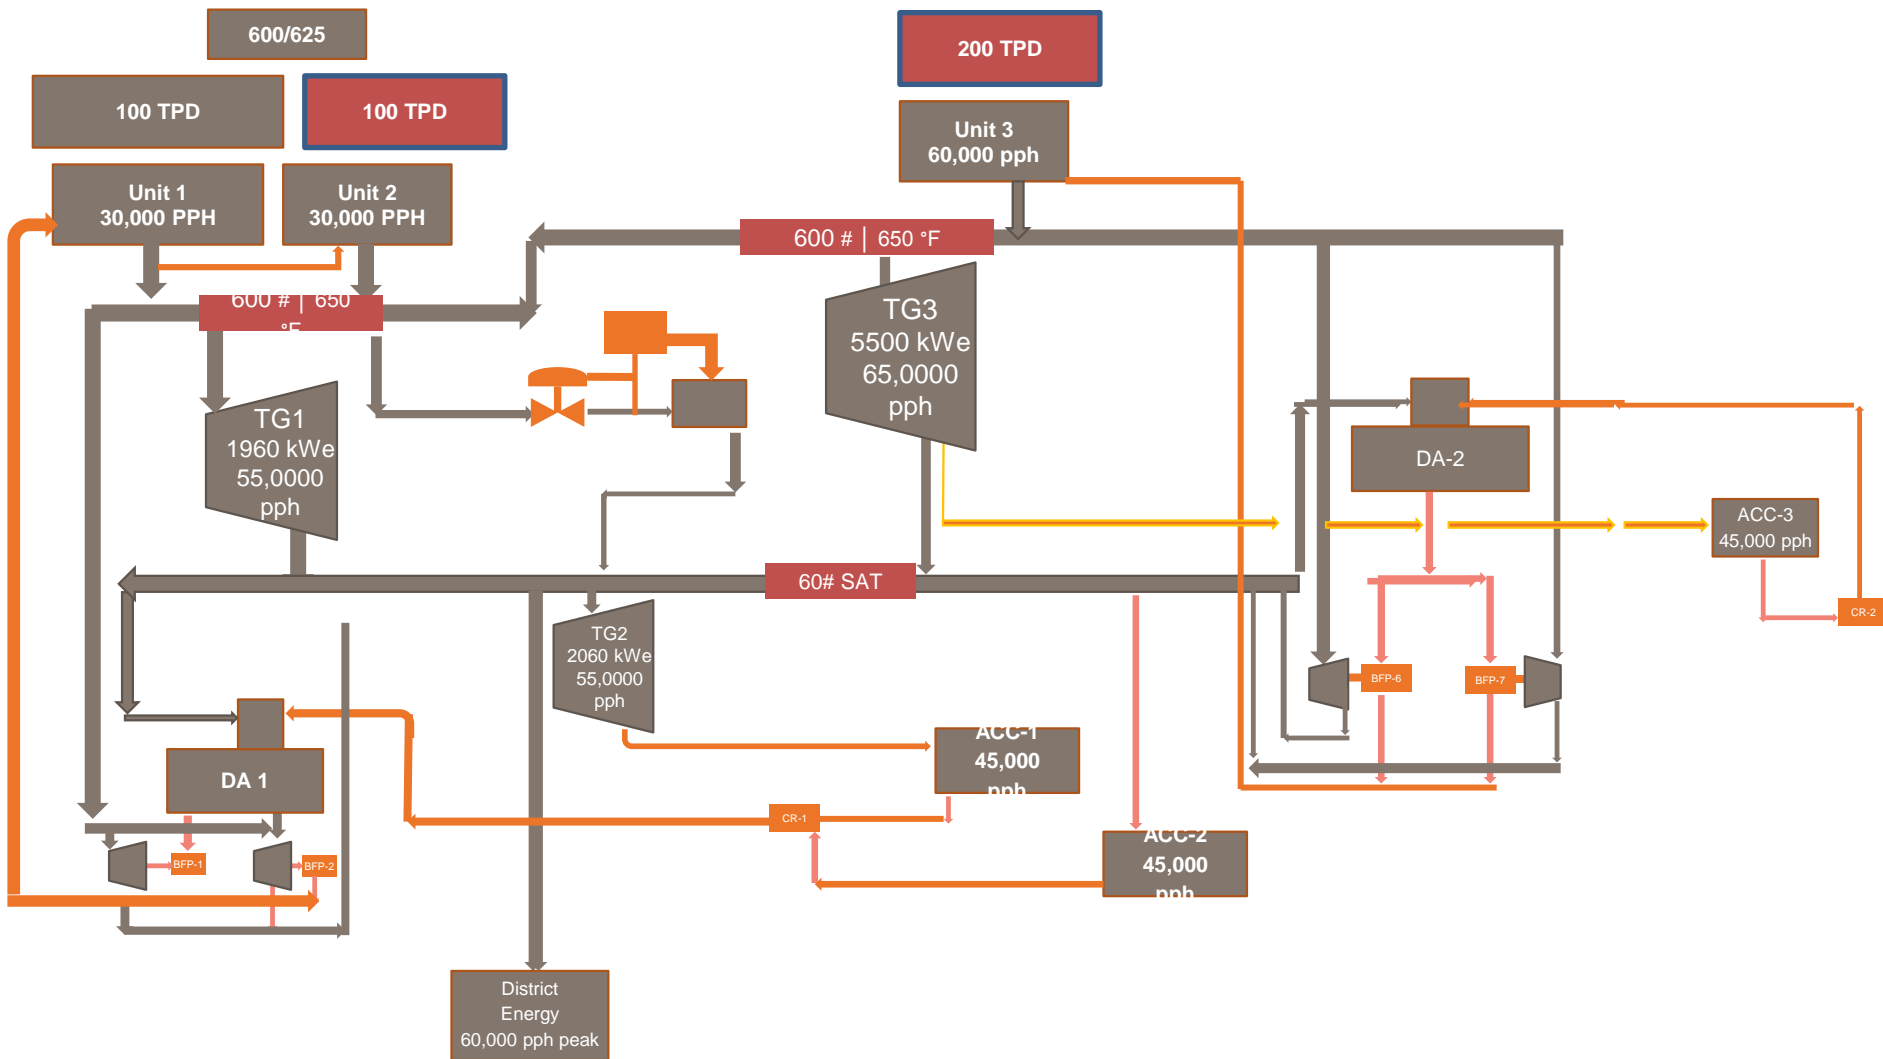 600/625
200 TPD
100 TPD
100 TPD
Unit 3
60,000 pph
Unit 1
30,000 PPH
Unit 2
30,000 PPH
600 # | 650 °F
600 # | 650
°F
TG3
5500 kWe
65,0000
pph
TG1
1960 kWe
55,0000
pph
DA-2
ACC-3
45,000 pph
60# SAT
CR-2
TG2
2060 kWe
55,0000
pph
BFP-6
BFP-7
ACC-1
45,000
pph
DA 1
CR-1
ACC-2
45,000
pph
BFP-1
BFP-2
District
Energy
60,000 pph peak